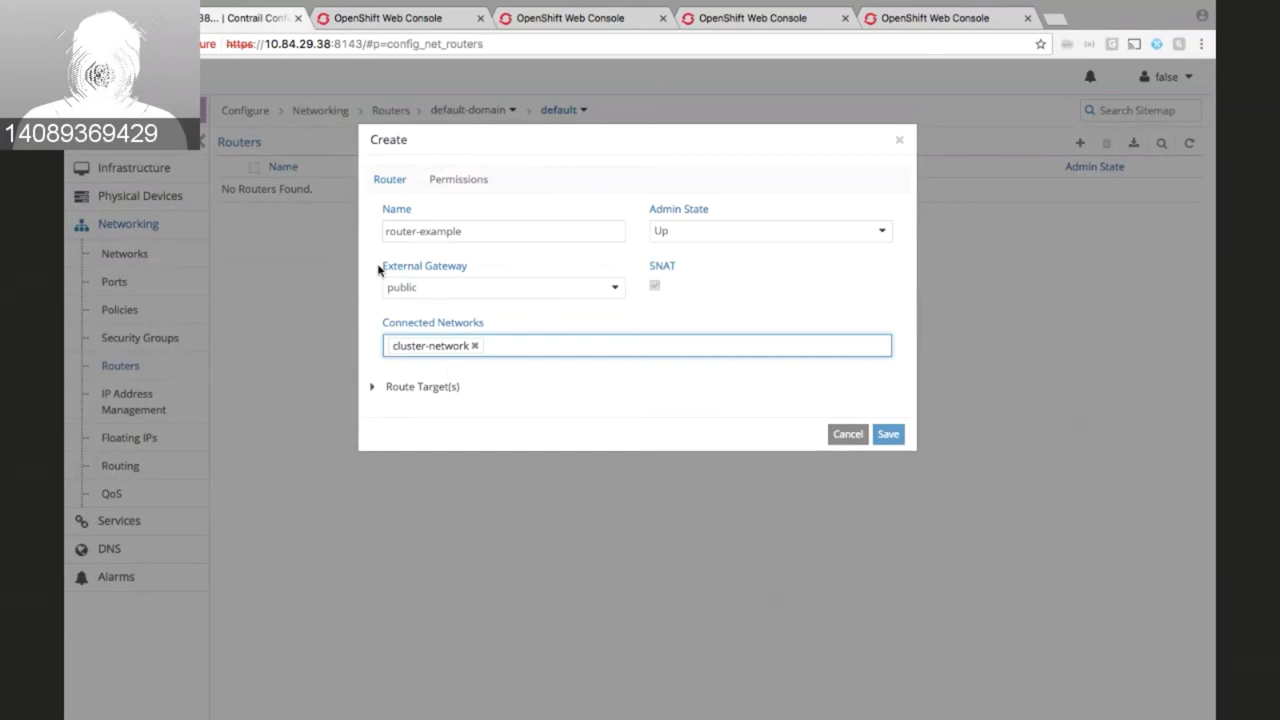 38... | Contrail Conf
OpenShift Web Console
OpenShift Web Console
OpenShift Web Console
OpenShift Web Console
ure https://10.84.29.38:8143/#p=config_net_routers
false
14089369429
Configure > Networking > Routers > default-domain > default
Search Sitemap
Routers
Name
Admin State
No Routers Found.
Infrastructure
Physical Devices
Networking
Networks
Ports
Policies
Security Groups
Routers
IP Address
Management
Floating IPs
Routing
QoS
Services
DNS
Alarms
Create
Router Permissions
Name Admin State
router-example Up
External Gateway SNAT
public
Connected Networks
cluster-network
Route Target(s)
Cancel Save